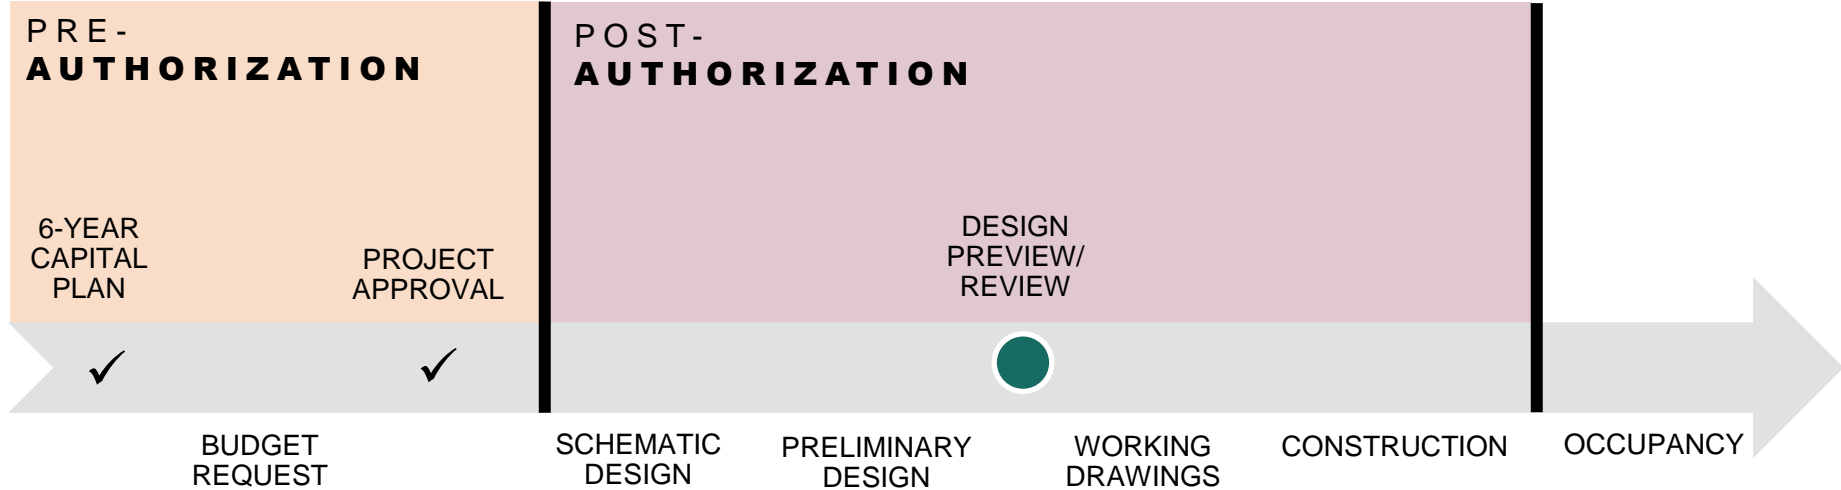 PRE-
AUTHORIZATION
POST-
AUTHORIZATION
6-YEAR
CAPITAL
PLAN
PROJECT
APPROVAL
DESIGN
PREVIEW/
REVIEW
BUDGET
REQUEST
SCHEMATIC
DESIGN
PRELIMINARY
DESIGN
WORKING
DRAWINGS
CONSTRUCTION
OCCUPANCY